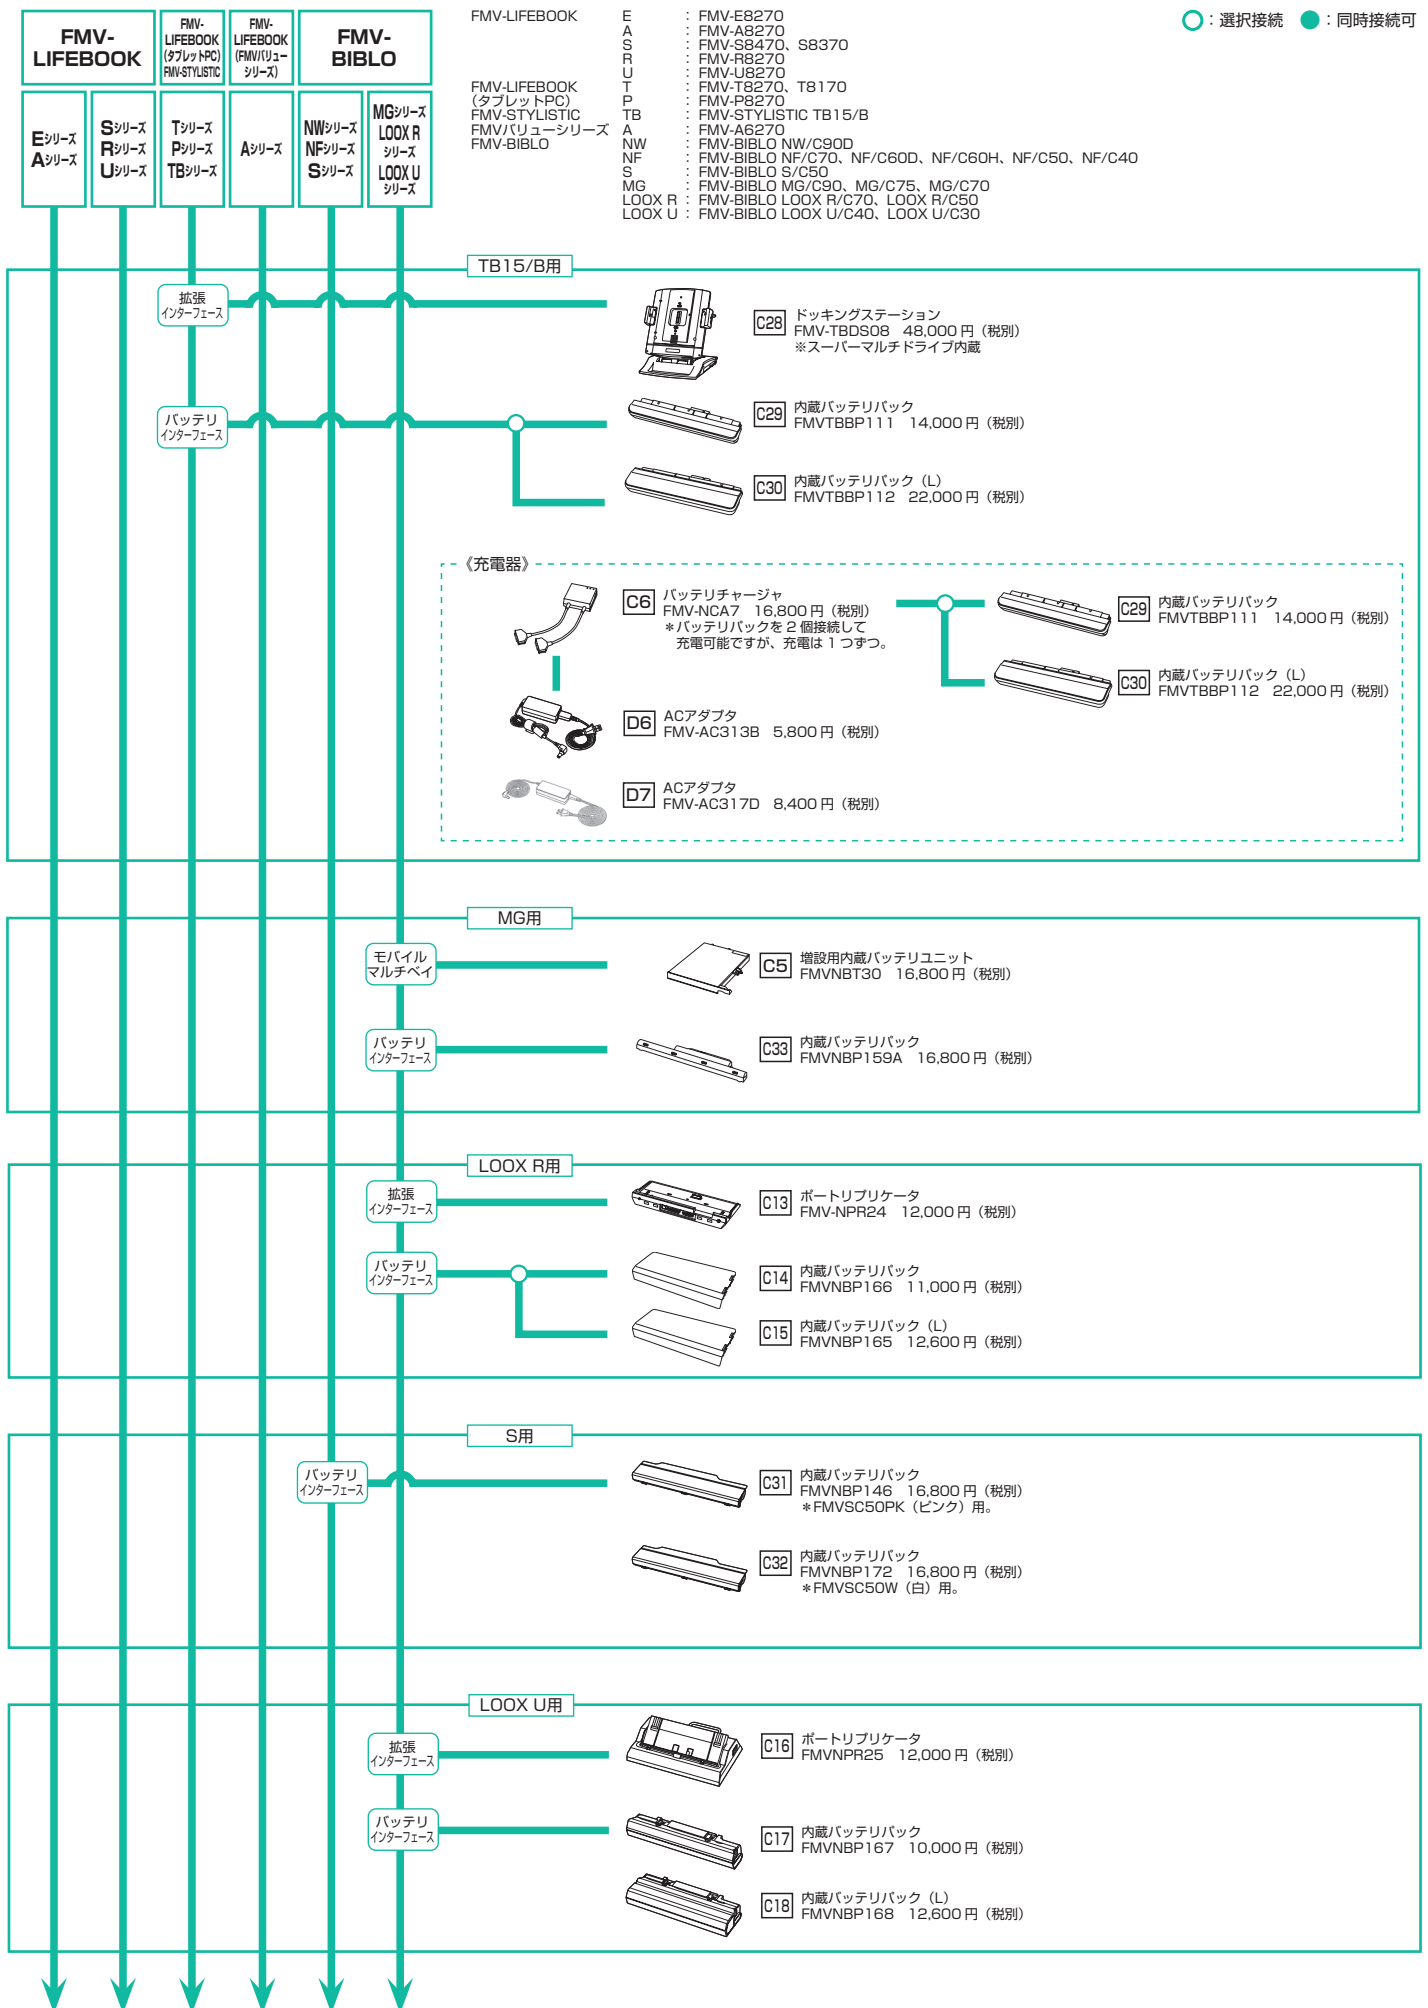 FMV-
LIFEBOOK
FMV-
LIFEBOOK
(タブレットPC)
FMV-STYLISTIC
FMV-
LIFEBOOK
(FMVバリュー
シリーズ)
FMV-
BIBLO
Eシリーズ
Aシリーズ
Sシリーズ
Rシリーズ
Uシリーズ
Tシリーズ
Pシリーズ
TBシリーズ
Aシリーズ
NWシリーズ
NFシリーズ
Sシリーズ
MGシリーズ
LOOX R
シリーズ
LOOX U
シリーズ
FMV-LIFEBOOK E : FMV-E8270
A : FMV-A8270
S : FMV-S8470、S8370
R : FMV-R8270
U : FMV-U8270
FMV-LIFEBOOK T : FMV-T8270、T8170
(タブレットPC) P : FMV-P8270
FMV-STYLISTIC TB : FMV-STYLISTIC TB15/B
FMVバリューシリーズ A : FMV-A6270
FMV-BIBLO NW : FMV-BIBLO NW/C90D
NF : FMV-BIBLO NF/C70、NF/C60D、NF/C60H、NF/C50、NF/C40
S : FMV-BIBLO S/C50
MG : FMV-BIBLO MG/C90、MG/C75、MG/C70
LOOX R : FMV-BIBLO LOOX R/C70、LOOX R/C50
LOOX U : FMV-BIBLO LOOX U/C40、LOOX U/C30
○：選択接続 ●：同時接続可
TB15/B用
拡張
インターフェース
C28 ドッキングステーション
FMV-TBDS08 48,000円（税別）
※スーパーマルチドライブ内蔵
バッテリ
インターフェース
C29 内蔵バッテリパック
FMVTBBP111 14,000円（税別）
C30 内蔵バッテリパック（L）
FMVTBBP112 22,000円（税別）
《充電器》
C6 バッテリチャージャ
FMV-NCA7 16,800円（税別）
＊バッテリパックを2個接続して
充電可能ですが、充電は1つずつ。
C29 内蔵バッテリパック
FMVTBBP111 14,000円（税別）
C30 内蔵バッテリパック（L）
FMVTBBP112 22,000円（税別）
D6 ACアダプタ
FMV-AC313B 5,800円（税別）
D7 ACアダプタ
FMV-AC317D 8,400円（税別）
MG用
モバイル
マルチベイ
C5 増設用内蔵バッテリユニット
FMVNBT30 16,800円（税別）
バッテリ
インターフェース
C33 内蔵バッテリパック
FMVNBP159A 16,800円（税別）
LOOX R用
拡張
インターフェース
C13 ポートリプリケータ
FMV-NPR24 12,000円（税別）
バッテリ
インターフェース
C14 内蔵バッテリパック
FMVNBP166 11,000円（税別）
C15 内蔵バッテリパック（L）
FMVNBP165 12,600円（税別）
S用
バッテリ
インターフェース
C31 内蔵バッテリパック
FMVNBP146 16,800円（税別）
＊FMVSC50PK（ピンク）用。
C32 内蔵バッテリパック
FMVNBP172 16,800円（税別）
＊FMVSC50W（白）用。
LOOX U用
拡張
インターフェース
C16 ポートリプリケータ
FMVNPR25 12,000円（税別）
バッテリ
インターフェース
C17 内蔵バッテリパック
FMVNBP167 10,000円（税別）
C18 内蔵バッテリパック（L）
FMVNBP168 12,600円（税別）